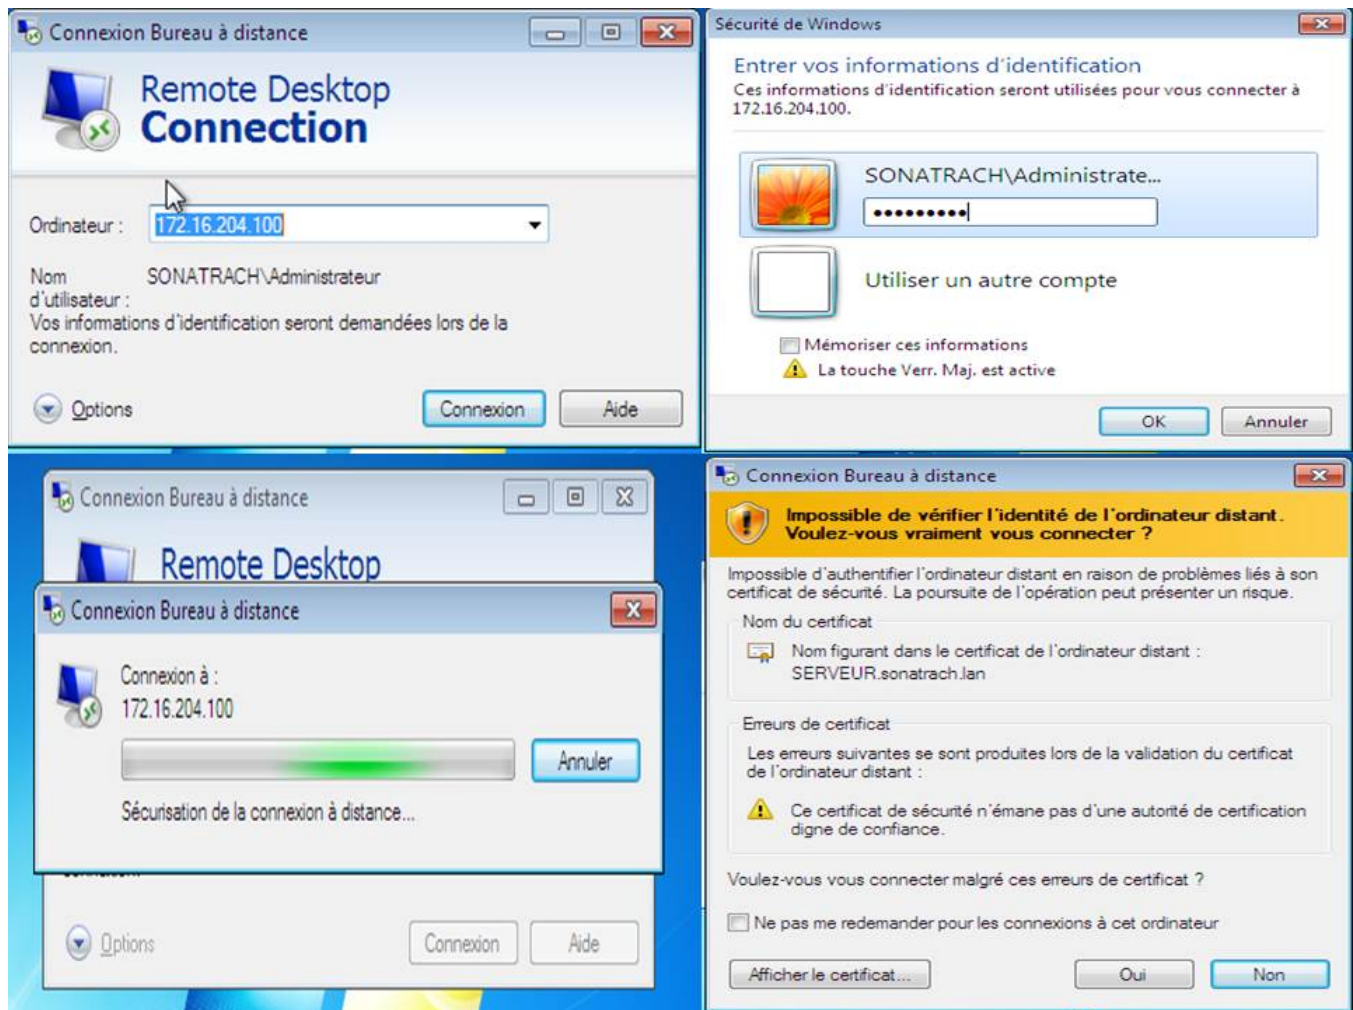 Connexion Bureau à distance
Remote Desktop
Connection
Ordinateur :
172.16.204.100
Nom
d'utilisateur :
SONATRACH\Administrateur
Vos informations d'identification seront demandées lors de la
connexion.
Options
Connexion
Aide
Sécurité de Windows
Entrer vos informations d'identification
Ces informations d'identification seront utilisées pour vous connecter à
172.16.204.100.
SONATRACH\Administrate...
●●●●●●●●●
Utiliser un autre compte
Mémoriser ces informations
La touche Verr. Maj. est active
OK
Annuler
Connexion Bureau à distance
Remote Desktop
Connexion Bureau à distance
Connexion à :
172.16.204.100
Annuler
Sécurisation de la connexion à distance...
Options
Connexion
Aide
Connexion Bureau à distance
Impossible de vérifier l'identité de l'ordinateur distant.
Voulez-vous vraiment vous connecter ?
Impossible d'authentifier l'ordinateur distant en raison de problèmes liés à son
certificat de sécurité. La poursuite de l'opération peut présenter un risque.
Nom du certificat
Nom figurant dans le certificat de l'ordinateur distant :
SERVEUR.sonatrach.lan
Erreurs de certificat
Les erreurs suivantes se sont produites lors de la validation du certificat
de l'ordinateur distant :
Ce certificat de sécurité n'émane pas d'une autorité de certification
digne de confiance.
Voulez-vous vous connecter malgré ces erreurs de certificat ?
Ne pas me redemander pour les connexions à cet ordinateur
Afficher le certificat...
Oui
Non